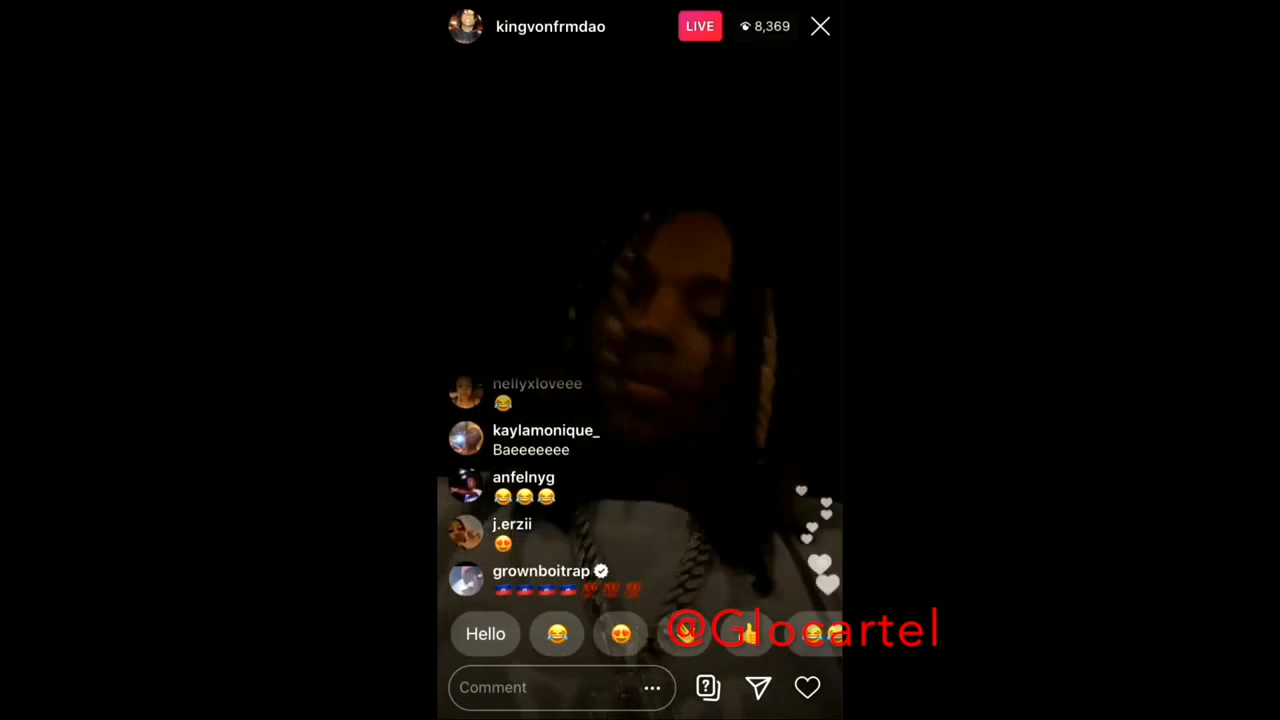 kingvonfrmdao
LIVE
8,369
nellyxloveee
😂
kaylamonique_
Baeeeeeee
anfelnyg
😂😂😂
j.erzii
😍
grownboitrap
🇭🇹🇭🇹🇭🇹🇭🇹💯💯💯
Hello
@Glocartel
Comment